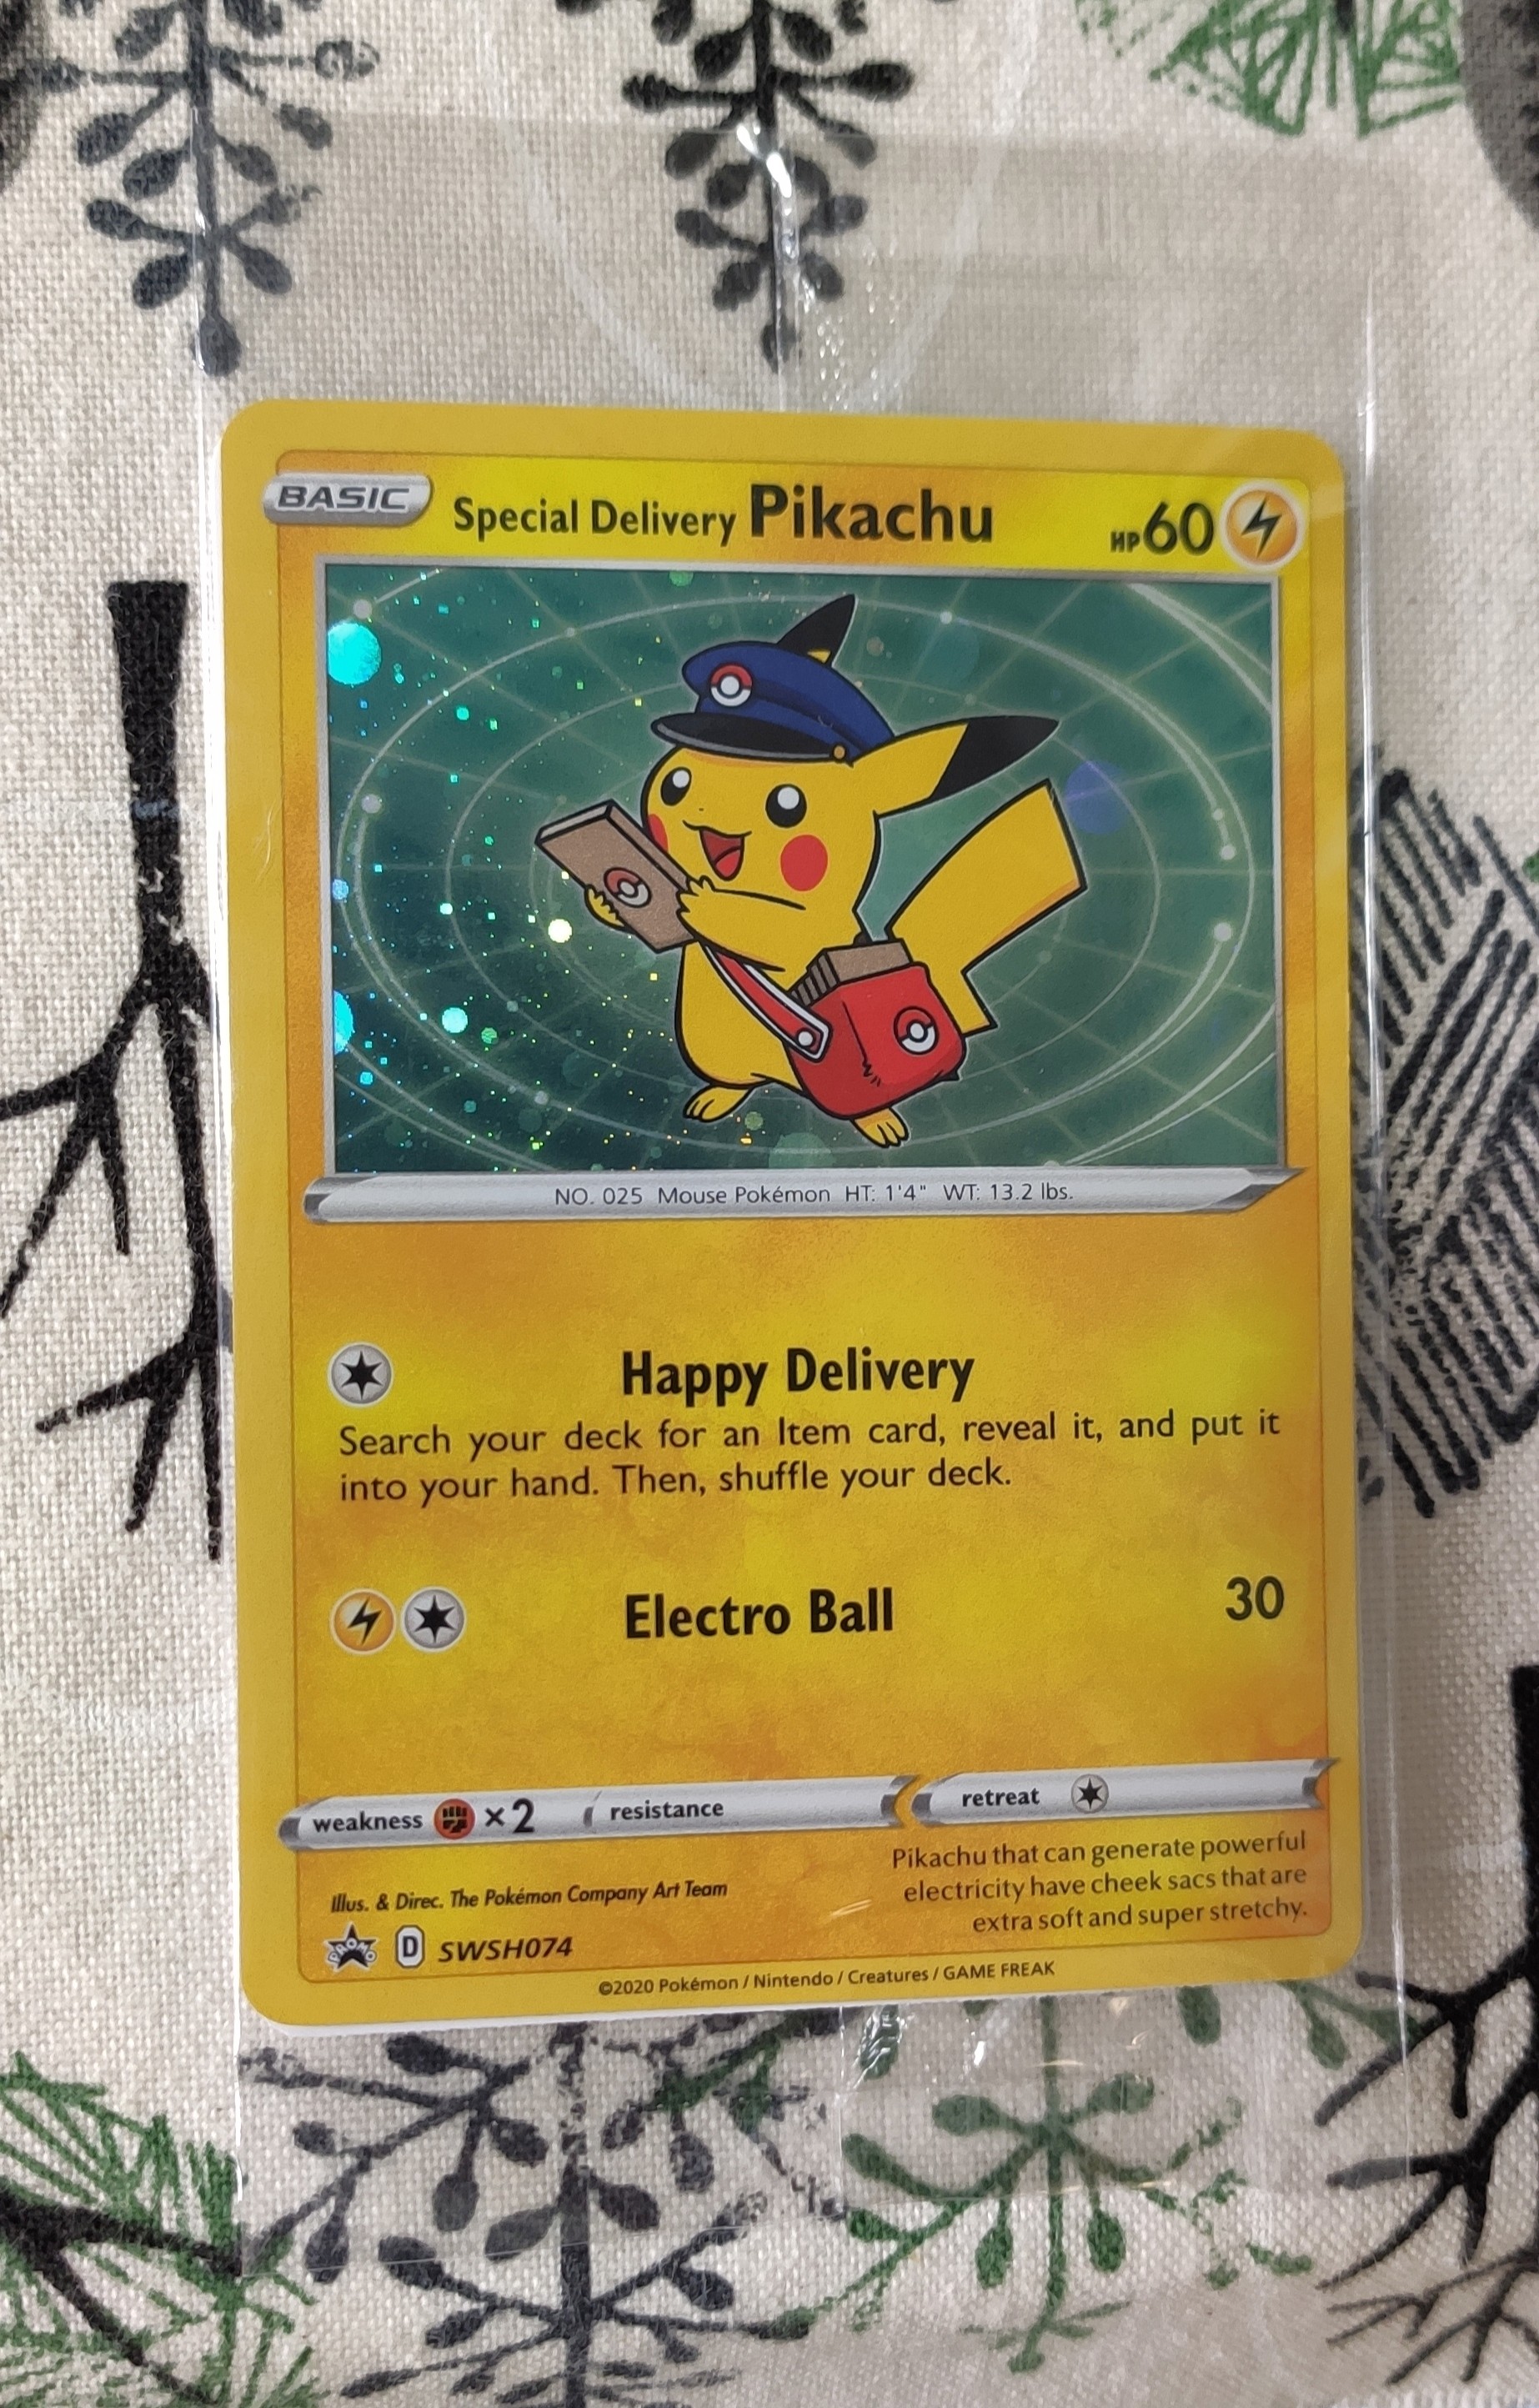 BASIC
Special Delivery Pikachu HP 60
NO. 025 Mouse Pokémon HT: 1'4" WT: 13.2 lbs.
Happy Delivery
Search your deck for an Item card, reveal it, and put it
into your hand. Then, shuffle your deck.
Electro Ball 30
weakness ×2 resistance retreat
Pikachu that can generate powerful
electricity have cheek sacs that are
extra soft and super stretchy.
Illus. & Direc. The Pokémon Company Art Team
PROMO D SWSH074
©2020 Pokémon / Nintendo / Creatures / GAME FREAK